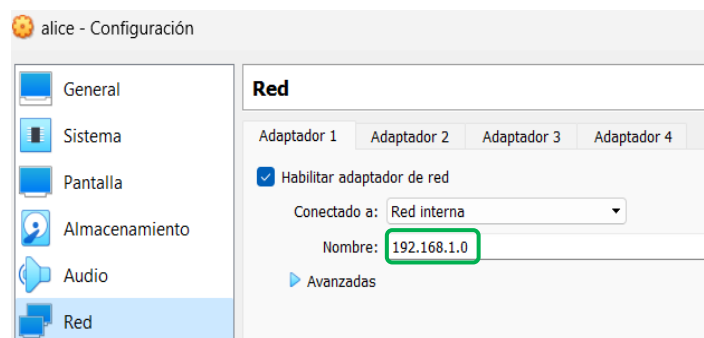 alice - Configuración
General
Sistema
Pantalla
Almacenamiento
Audio
Red
Red
Adaptador 1 Adaptador 2 Adaptador 3 Adaptador 4
Habilitar adaptador de red
Conectado a: Red interna
Nombre: 192.168.1.0
Avanzadas